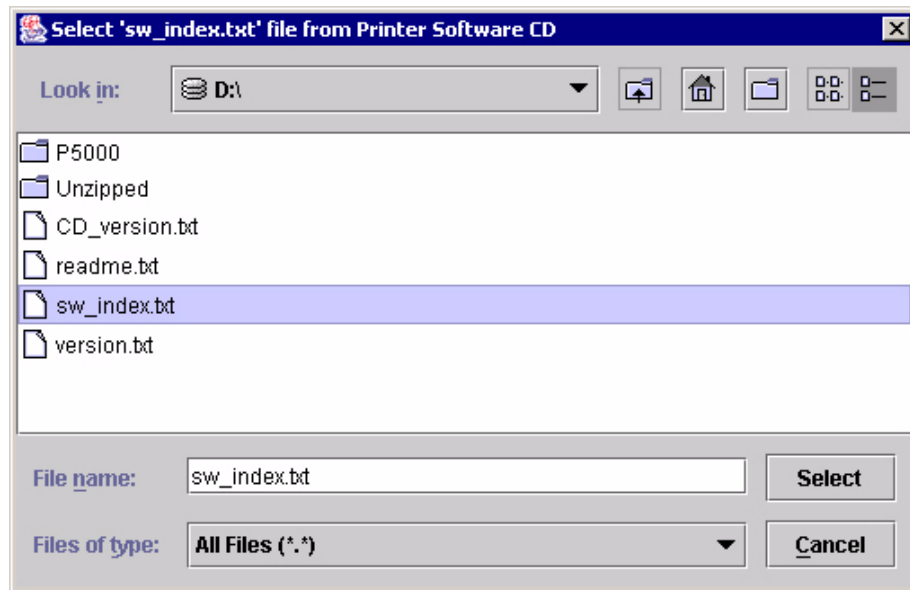 Select 'sw_index.txt' file from Printer Software CD
Look in: D:\
P5000
Unzipped
CD_version.txt
readme.txt
sw_index.txt
version.txt
File name: sw_index.txt Select
Files of type: All Files (*.*) Cancel